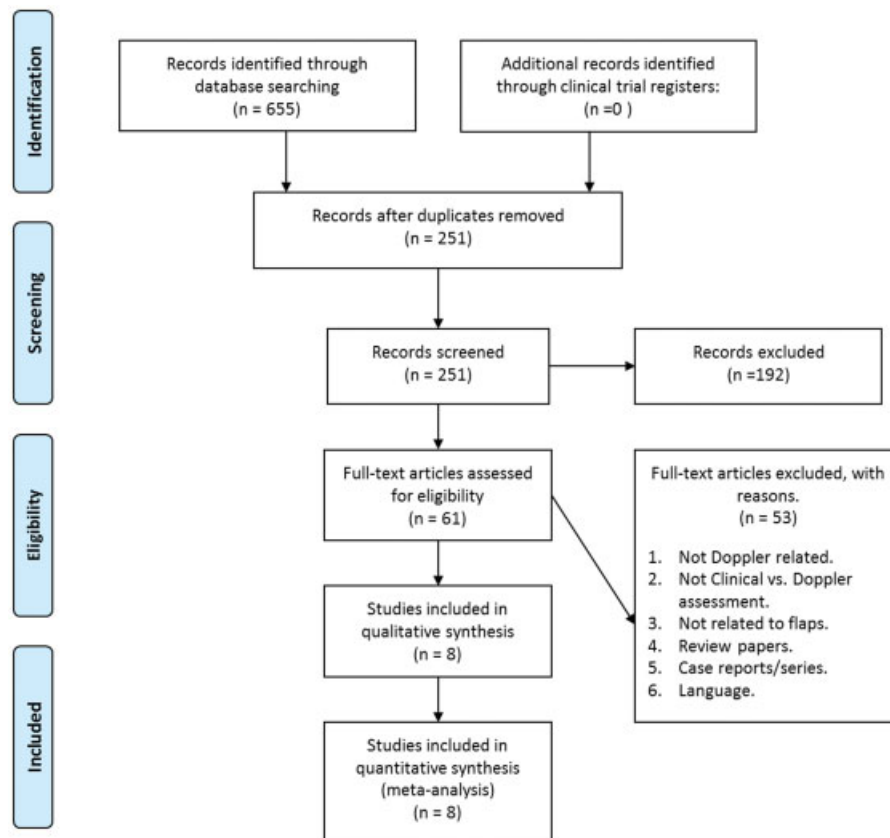 Identification
Records identified through
database searching
(n = 655)
Additional records identified
through clinical trial registers:
(n =0 )
Records after duplicates removed
(n = 251)
Screening
Records screened
(n = 251)
Records excluded
(n =192)
Eligibility
Full-text articles assessed
for eligibility
(n = 61)
Full-text articles excluded, with
reasons.
(n = 53)
1. Not Doppler related.
2. Not Clinical vs. Doppler
assessment.
3. Not related to flaps.
4. Review papers.
5. Case reports/series.
6. Language.
Studies included in
qualitative synthesis
(n = 8)
Included
Studies included in
quantitative synthesis
(meta-analysis)
(n = 8)